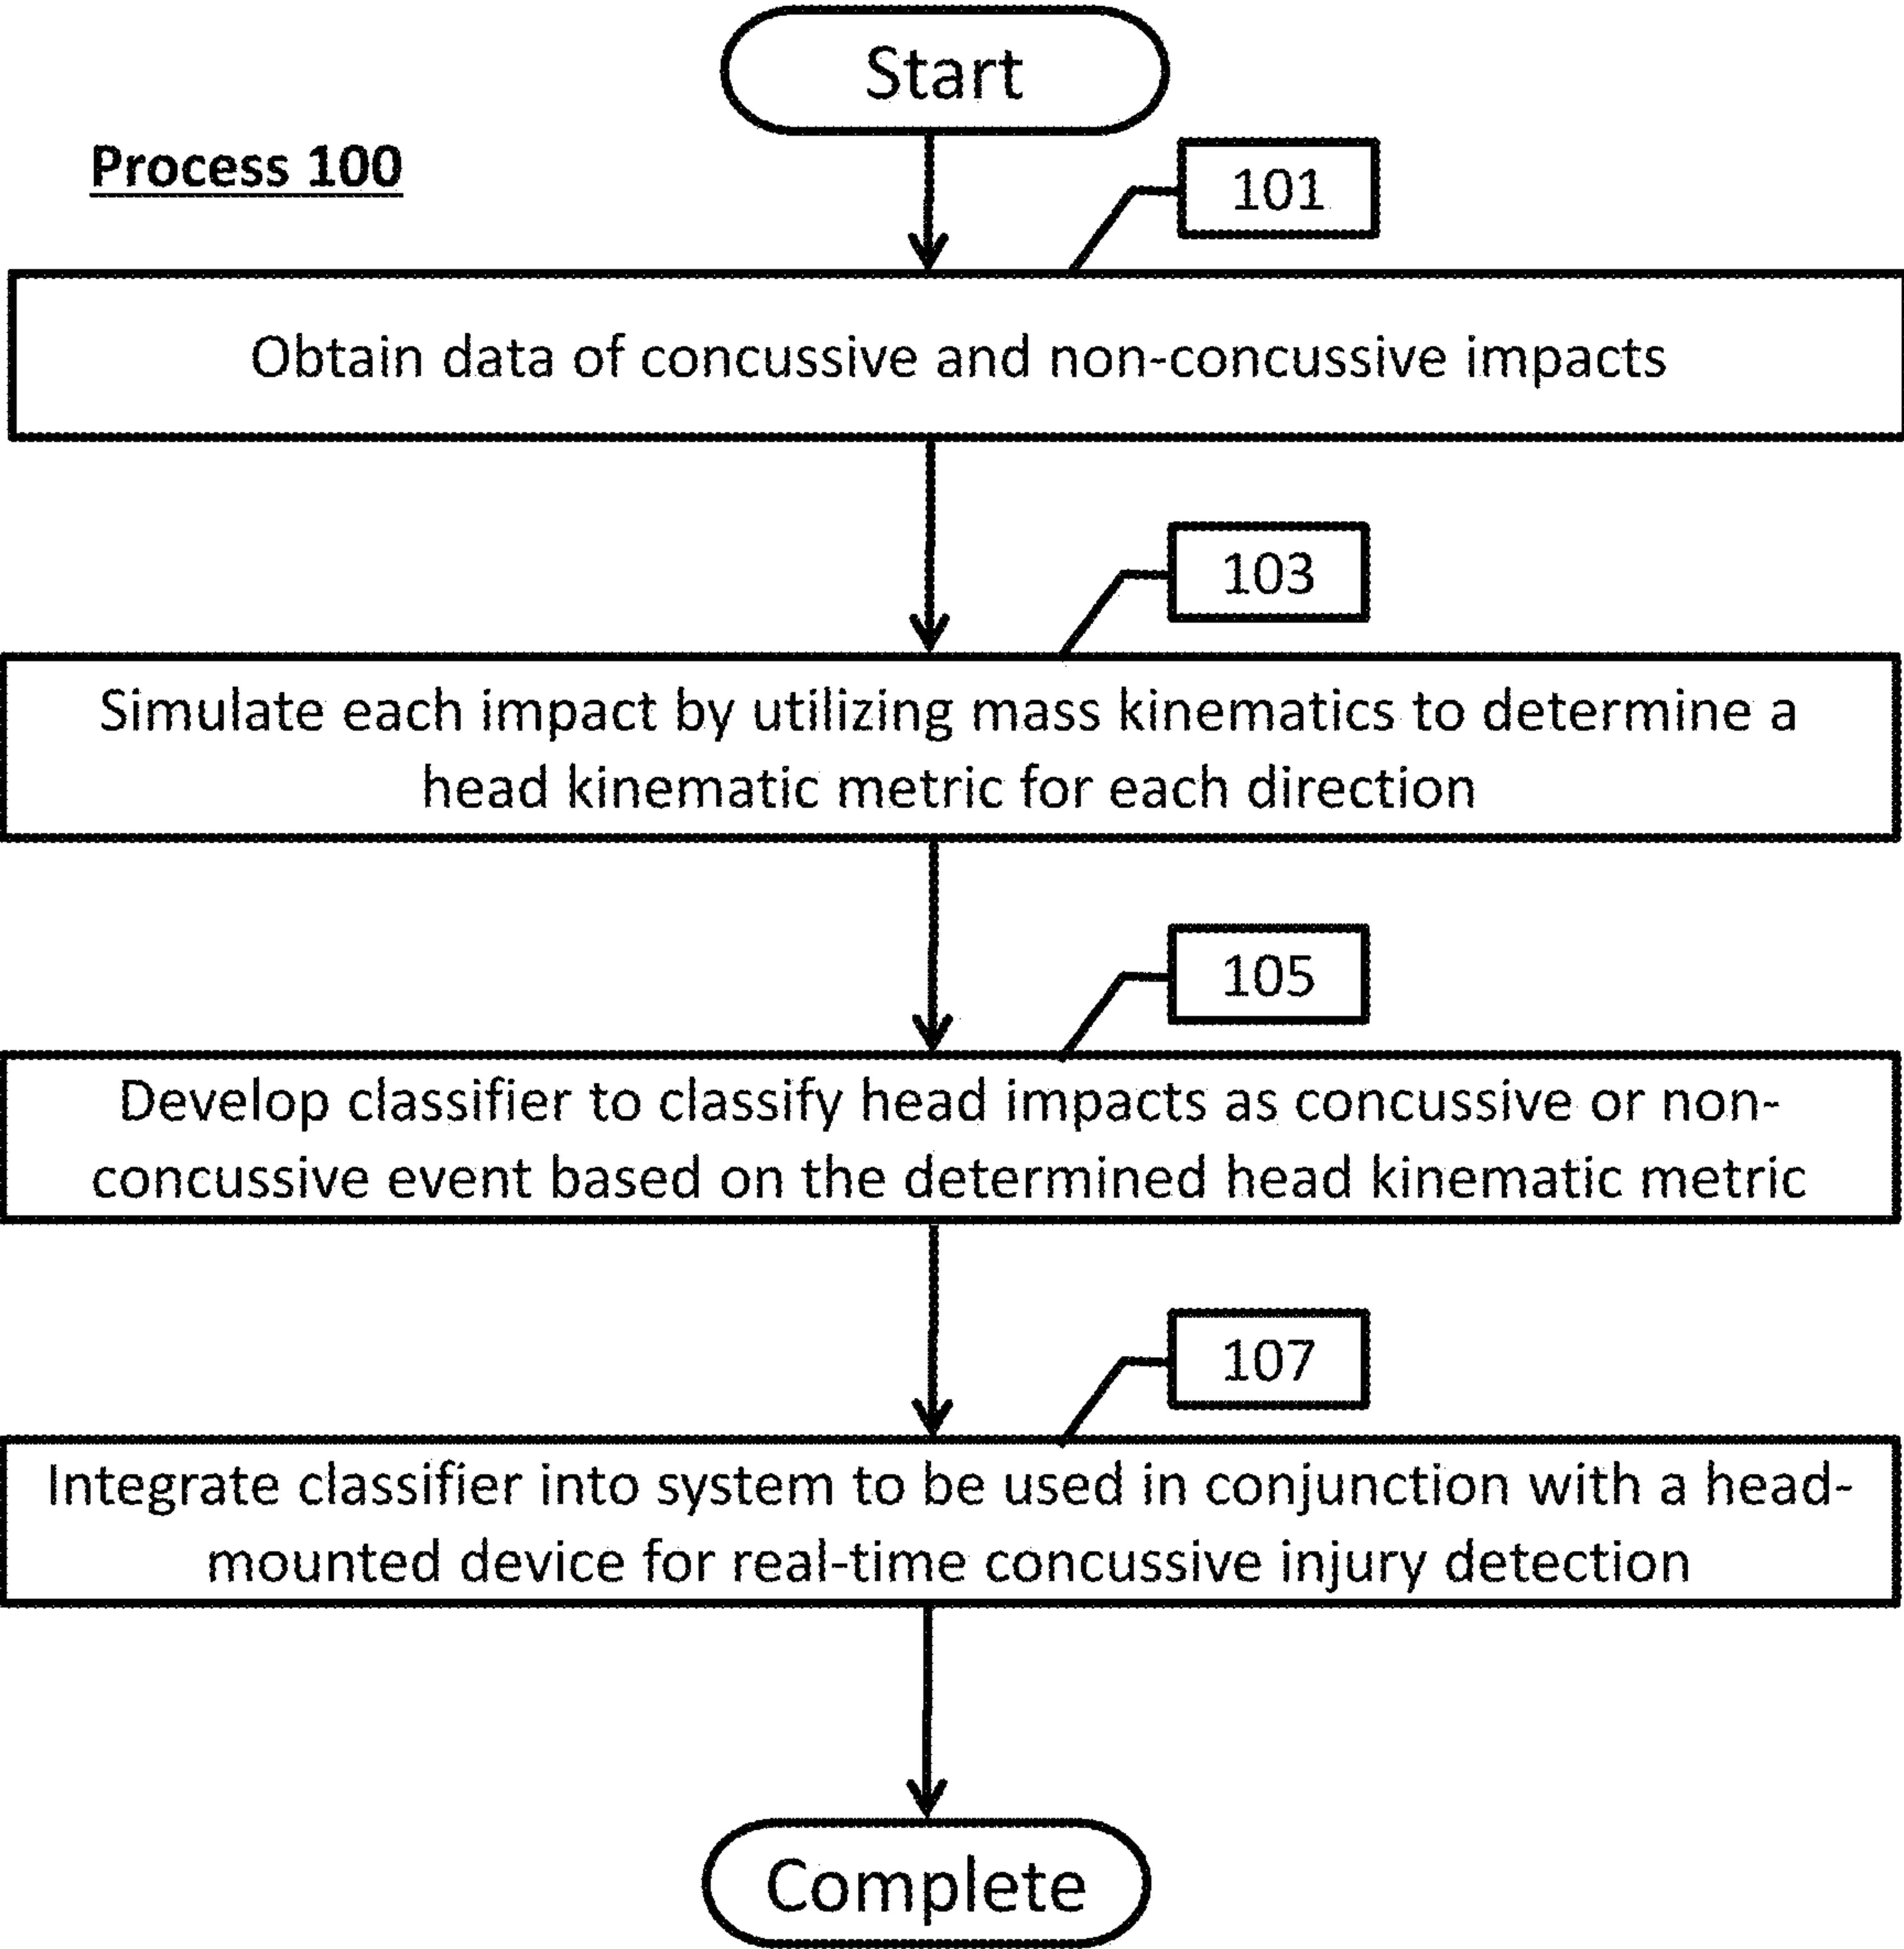 Start
Process 100
101
Obtain data of concussive and non-concussive impacts
103
Simulate each impact by utilizing mass kinematics to determine a
head kinematic metric for each direction
105
Develop classifier to classify head impacts as concussive or non-
concussive event based on the determined head kinematic metric
107
Integrate classifier into system to be used in conjunction with a head-
mounted device for real-time concussive injury detection
Complete